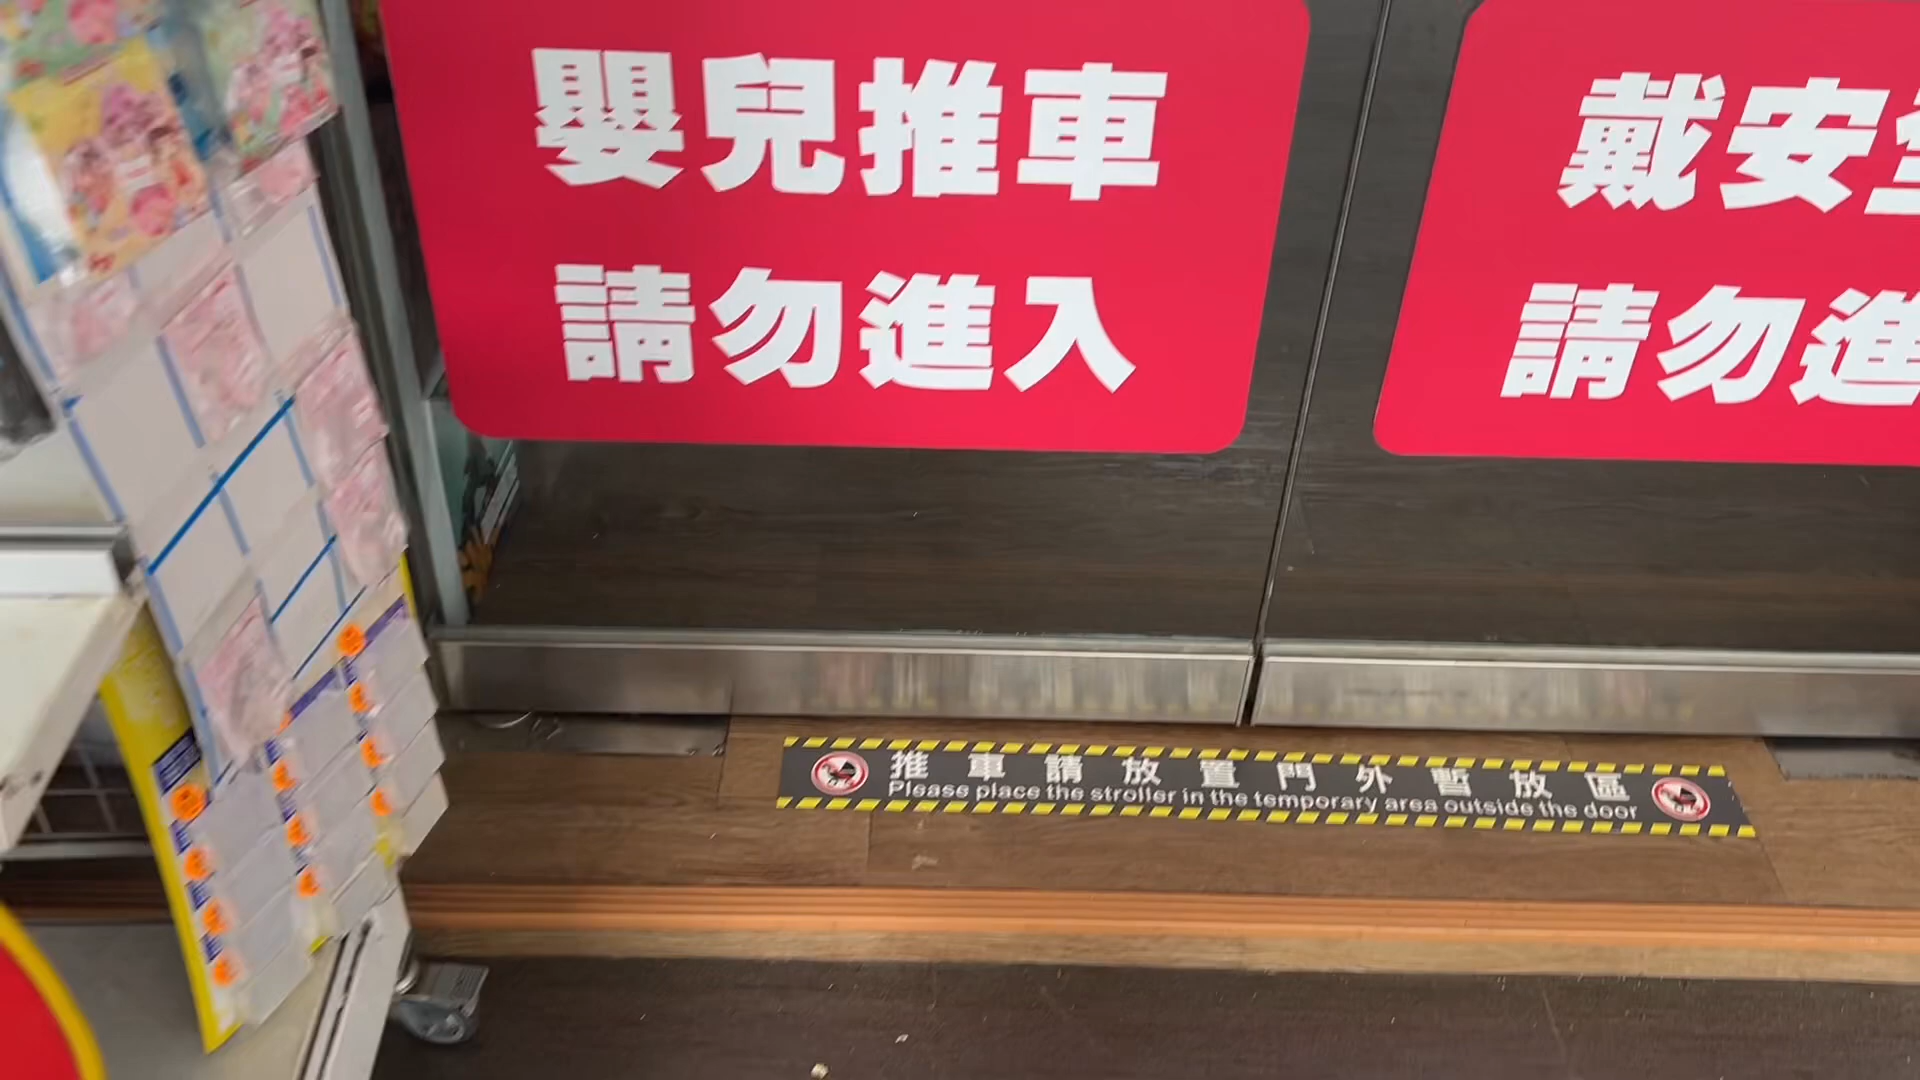 嬰兒推車
請勿進入
戴安全
請勿進
推車請放置門外暫放區
Please place the stroller in the temporary area outside the door